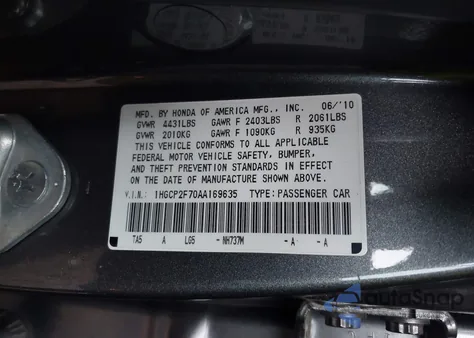 MFD. BY HONDA OF AMERICA MFG., INC. 06/'10
GVWR 4431LBS GAWR F 2403LBS R 2061LBS
GVWR 2010KG GAWR F 1090KG R 935KG
THIS VEHICLE CONFORMS TO ALL APPLICABLE
FEDERAL MOTOR VEHICLE SAFETY, BUMPER,
AND THEFT PREVENTION STANDARDS IN EFFECT
ON THE DATE OF MANUFACTURE SHOWN ABOVE.
V.I.N.: 1HGCP2F70AA169635 TYPE: PASSENGER CAR
TA5 A L05 - NH737M - A - A
autoSnap